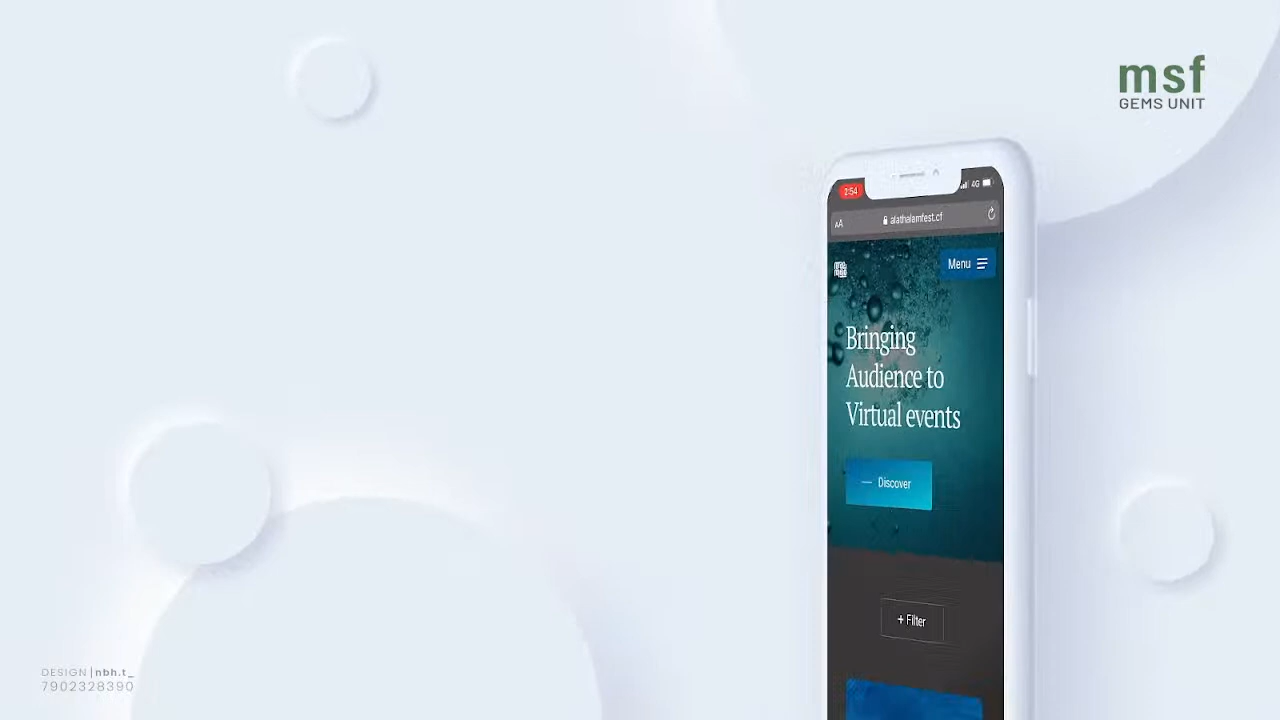 msf
GEMS UNIT
2:54
4G
AA
alathalamfest.cf
Menu
Bringing
Audience to
Virtual events
Discover
+ Filter
DESIGN | nbh.t_
7902328390